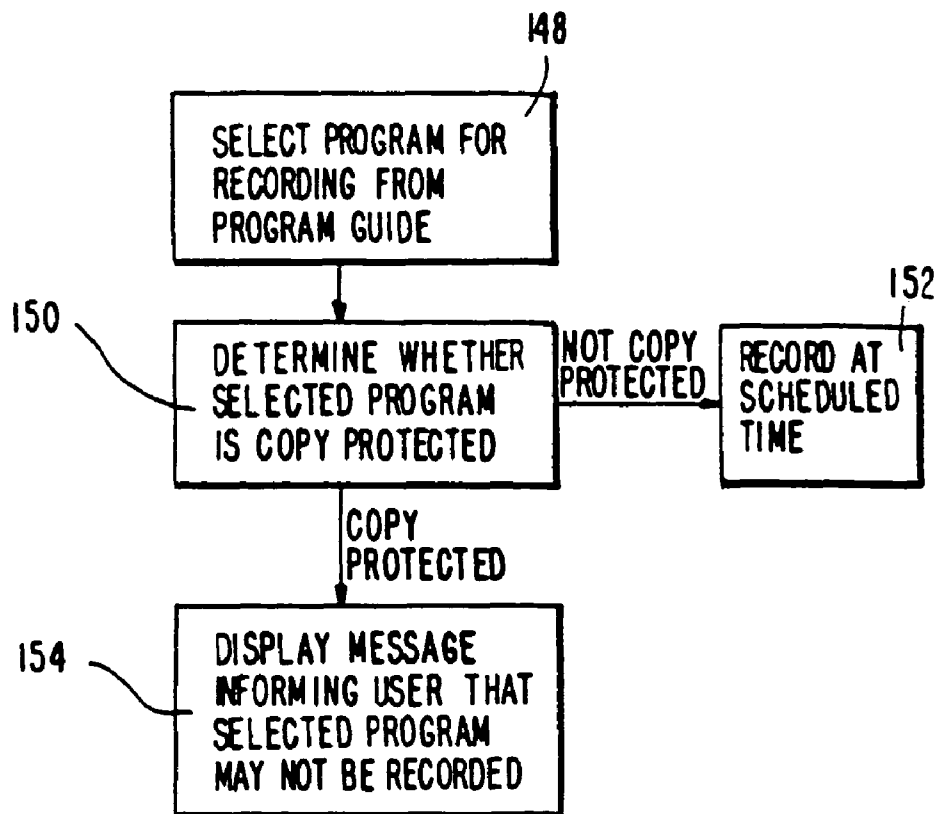 148
SELECT PROGRAM FOR
RECORDING FROM
PROGRAM GUIDE
150
DETERMINE WHETHER
SELECTED PROGRAM
IS COPY PROTECTED
NOT COPY
PROTECTED
152
RECORD AT
SCHEDULED
TIME
COPY
PROTECTED
154
DISPLAY MESSAGE
INFORMING USER THAT
SELECTED PROGRAM
MAY NOT BE RECORDED